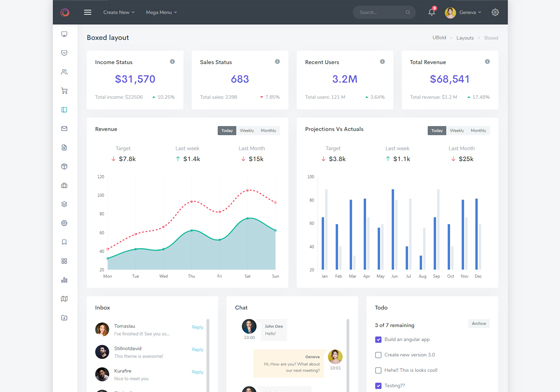 Create New
Mega Menu
Search...
9
Geneva
Boxed layout
UBold
Layouts
Boxed
Income Status
$31,570
Total income: $22506
10.25%
Sales Status
683
Total sales: 2398
7.85%
Recent Users
3.2M
Total users: 121 M
3.64%
Total Revenue
$68,541
Total revenue: $1.2 M
17.48%
Revenue
Today Weekly Monthly
Target
Last week
Last Month
$7.8k
$1.4k
$15k
120
100
80
60
40
20
Mon Tue Wed Thu Fri Sat Sun
Projections Vs Actuals
Today Weekly Monthly
Target
Last week
Last Month
$3.8k
$1.1k
$25k
100
80
60
40
20
Jan Feb Mar Apr May Jun Jul Aug Sep Oct Nov Dec
Inbox
Tomaslau
I've finished it! See you so...
Reply
Stillnotdavid
This theme is awesome!
Reply
Kurafire
Nice to meet you
Reply
Chat
John Deo
Hello!
10:00
Geneva
Hi, How are you? What about
our next meeting?
10:01
Todo
3 of 7 remaining
Archive
Build an angular app
Create new version 3.0
Hehe!! This is looks cool!
Testing??